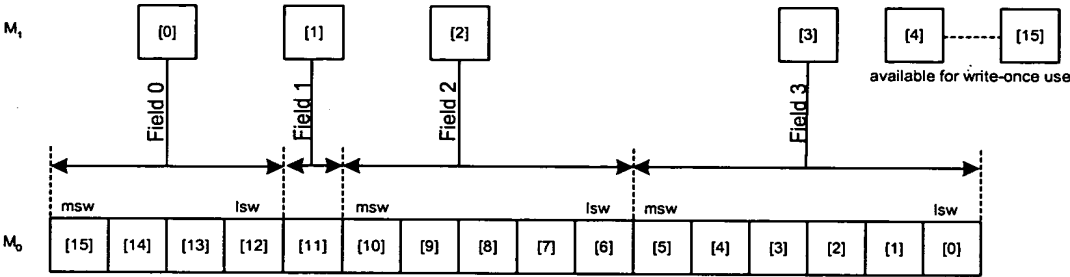 M₁ [0] [1] [2] [3] [4] [15]
available for write-once use
Field 0 Field 1 Field 2 Field 3
msw lsw msw lsw msw lsw
M₀ [15] [14] [13] [12] [11] [10] [9] [8] [7] [6] [5] [4] [3] [2] [1] [0]